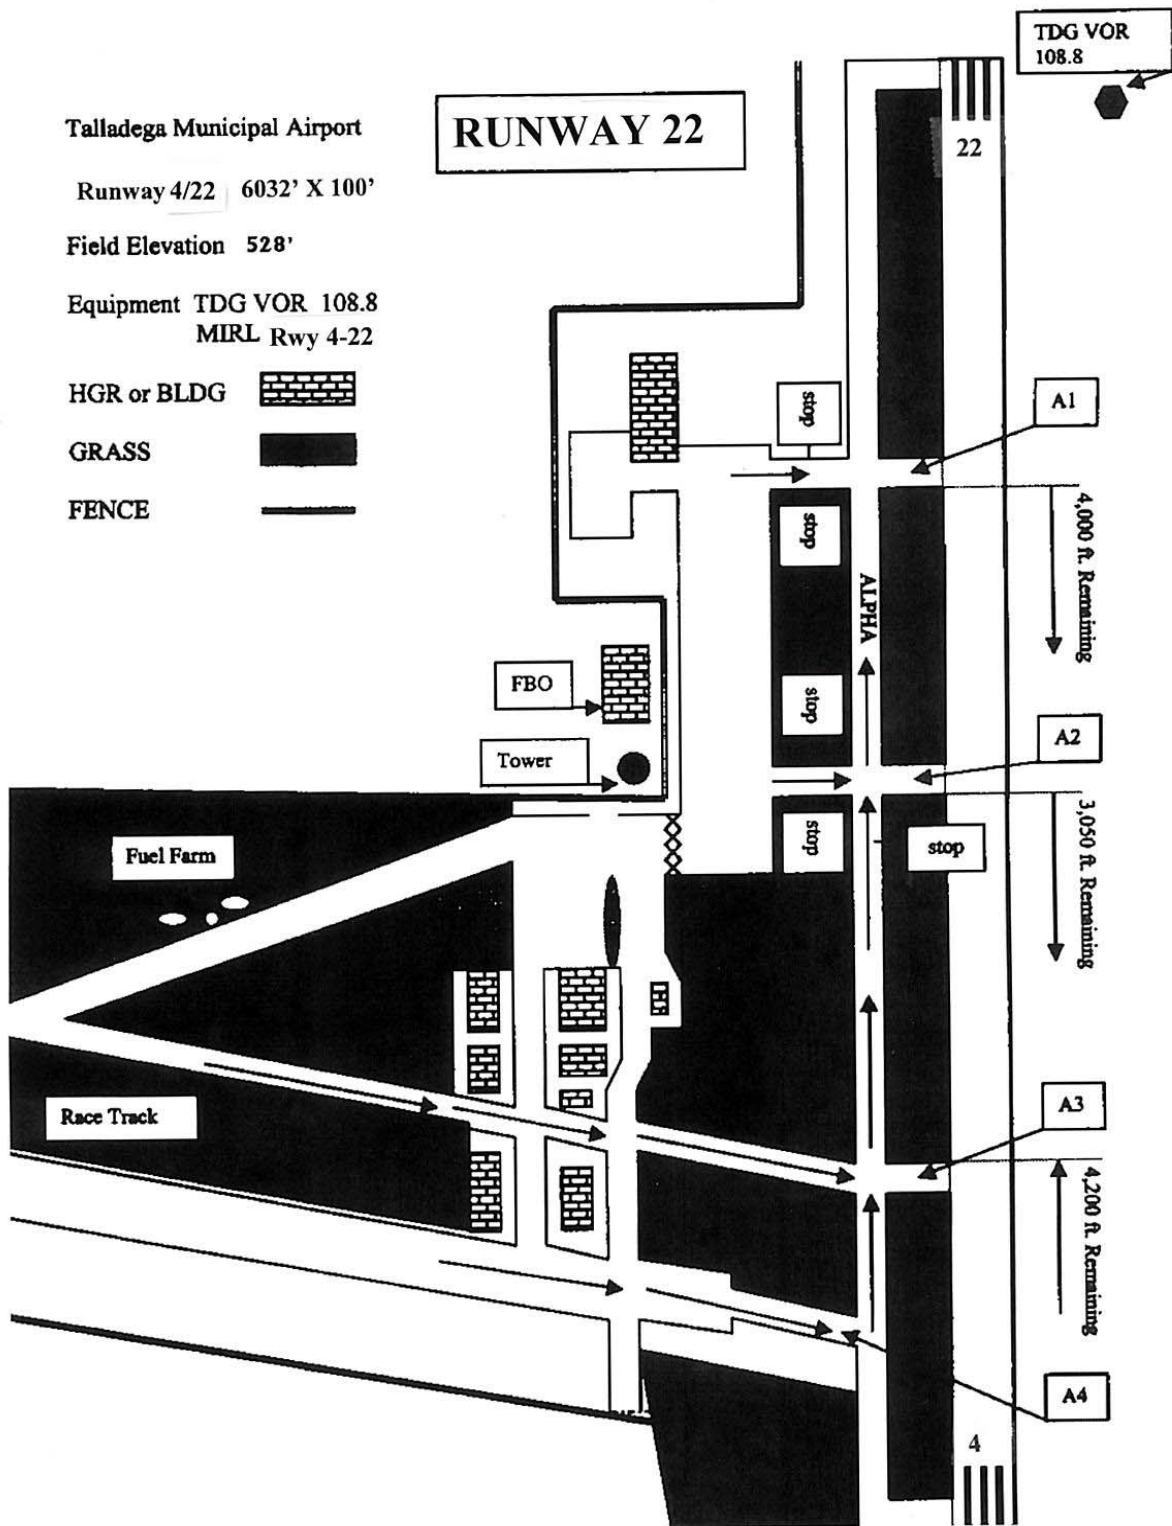 TDG VOR
108.8
Talladega Municipal Airport
RUNWAY 22
Runway 4/22 6032' X 100'
Field Elevation 528'
Equipment TDG VOR 108.8
MIRL Rwy 4-22
HGR or BLDG
GRASS
FENCE
22
stop
A1
stop
4,000 ft. Remaining
ALPHA
FBO
stop
Tower
A2
stop
stop
3,050 ft. Remaining
Fuel Farm
Race Track
A3
4,200 ft. Remaining
A4
4